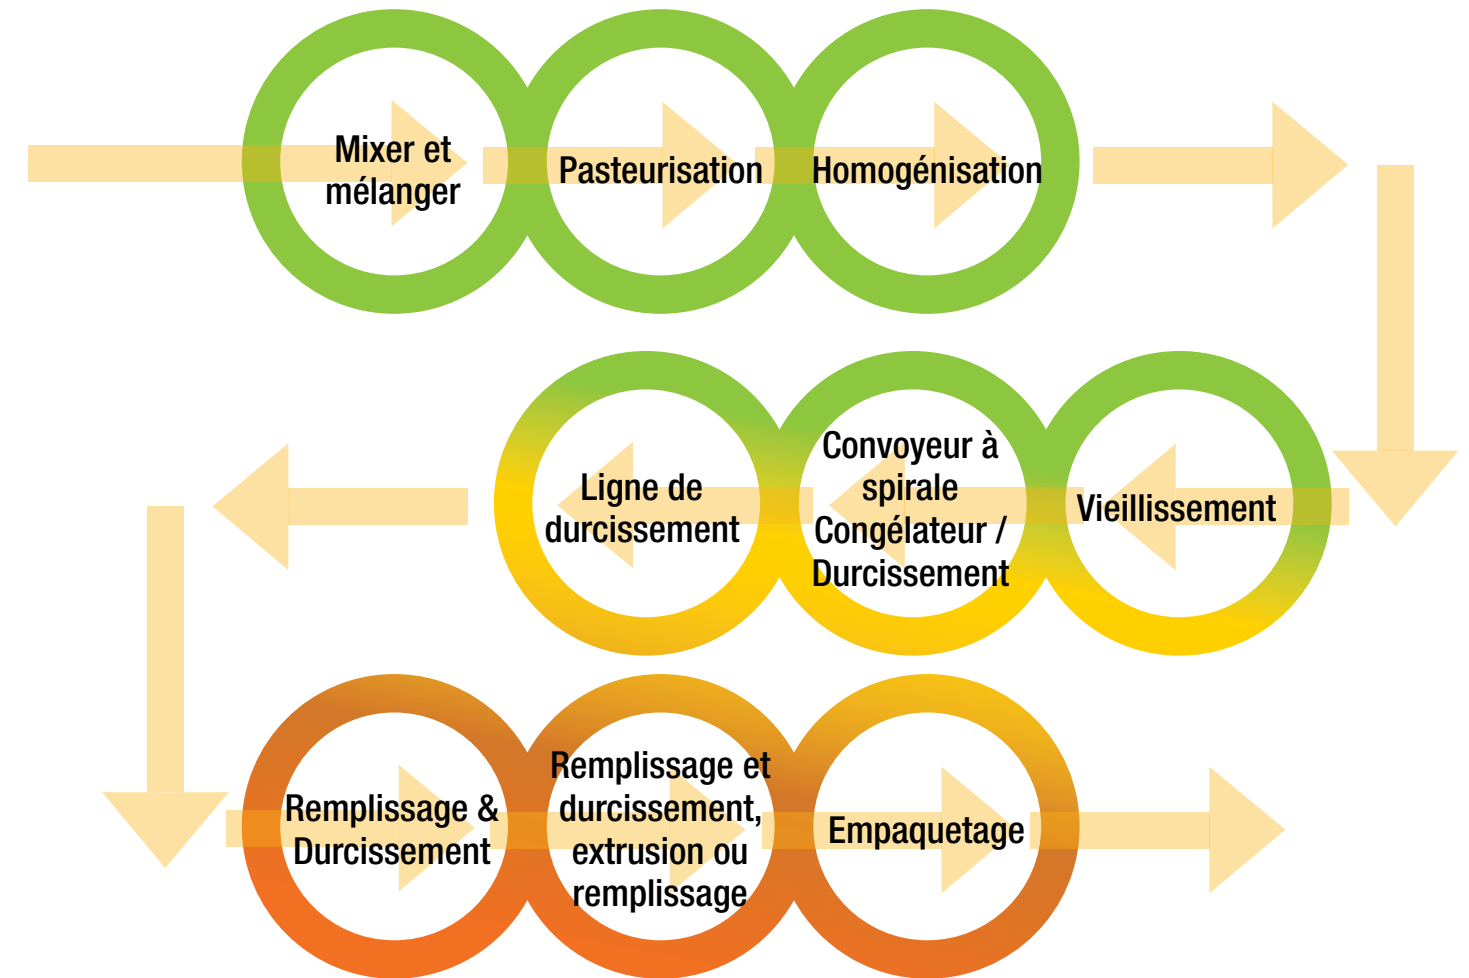 Mixer et
mélanger
Pasteurisation
Homogénisation
Vieillissement
Convoyeur à
spirale
Congélateur /
Durcissement
Ligne de
durcissement
Remplissage &
Durcissement
Remplissage et
durcissement,
extrusion ou
remplissage
Empaquetage